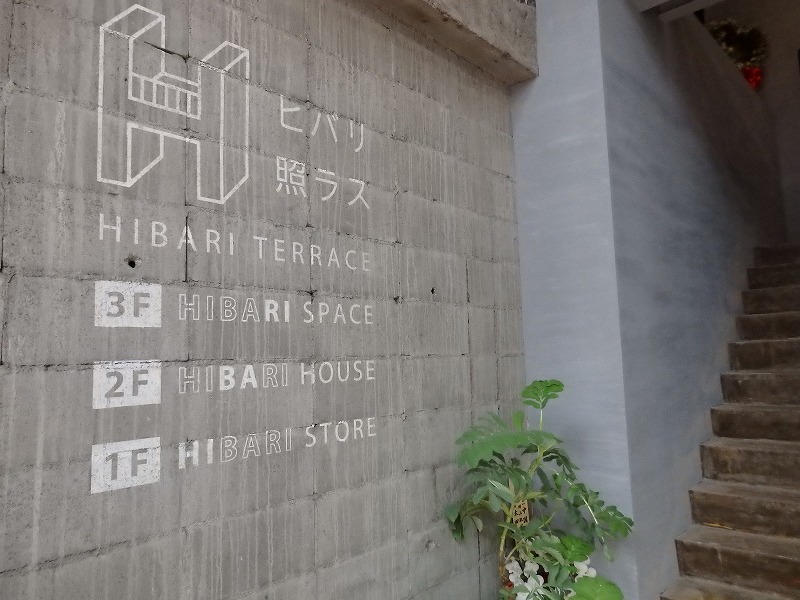 H
ヒバリ
照ラス
HIBARI TERRACE
3F HIBARI SPACE
2F HIBARI HOUSE
1F HIBARI STORE